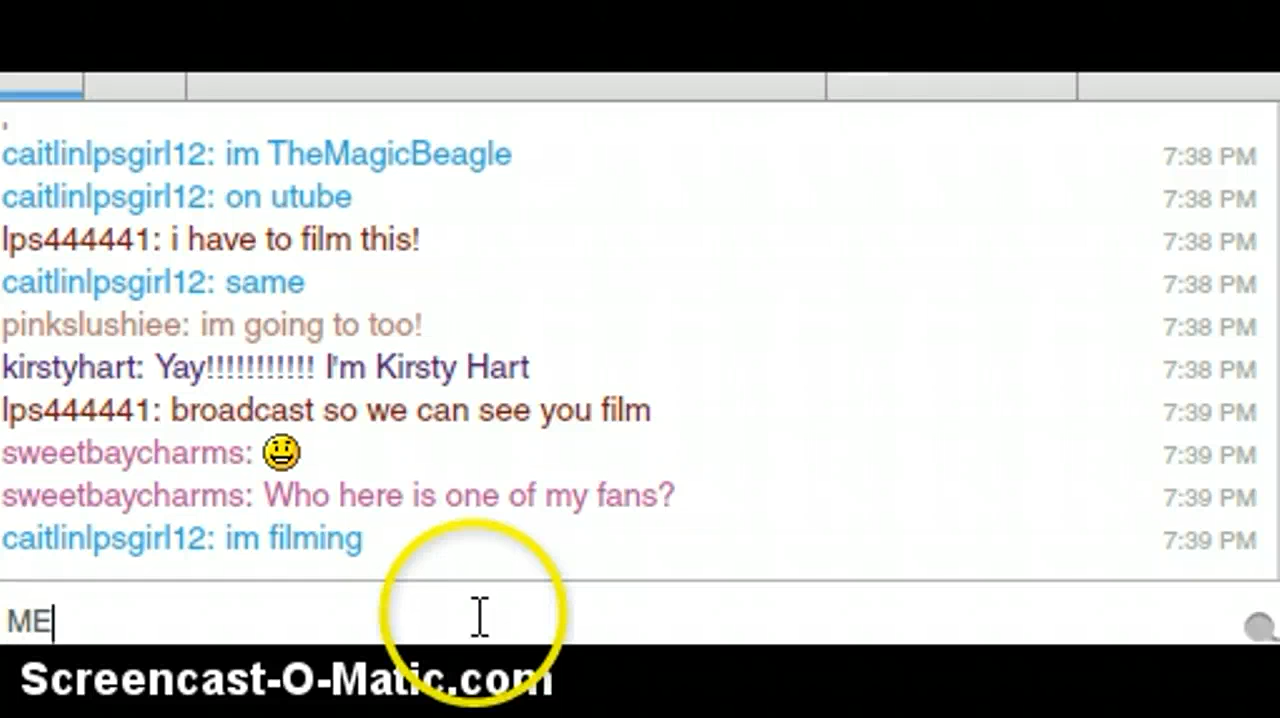 caitlinlpsgirl12: im TheMagicBeagle 7:38 PM
caitlinlpsgirl12: on utube 7:38 PM
lps444441: i have to film this! 7:38 PM
caitlinlpsgirl12: same 7:38 PM
pinkslushiee: im going to too! 7:38 PM
kirstyhart: Yay!!!!!!!!!!! I'm Kirsty Hart 7:38 PM
lps444441: broadcast so we can see you film 7:39 PM
sweetbaycharms: 7:39 PM
sweetbaycharms: Who here is one of my fans? 7:39 PM
caitlinlpsgirl12: im filming 7:39 PM
ME
Screencast-O-Matic.com